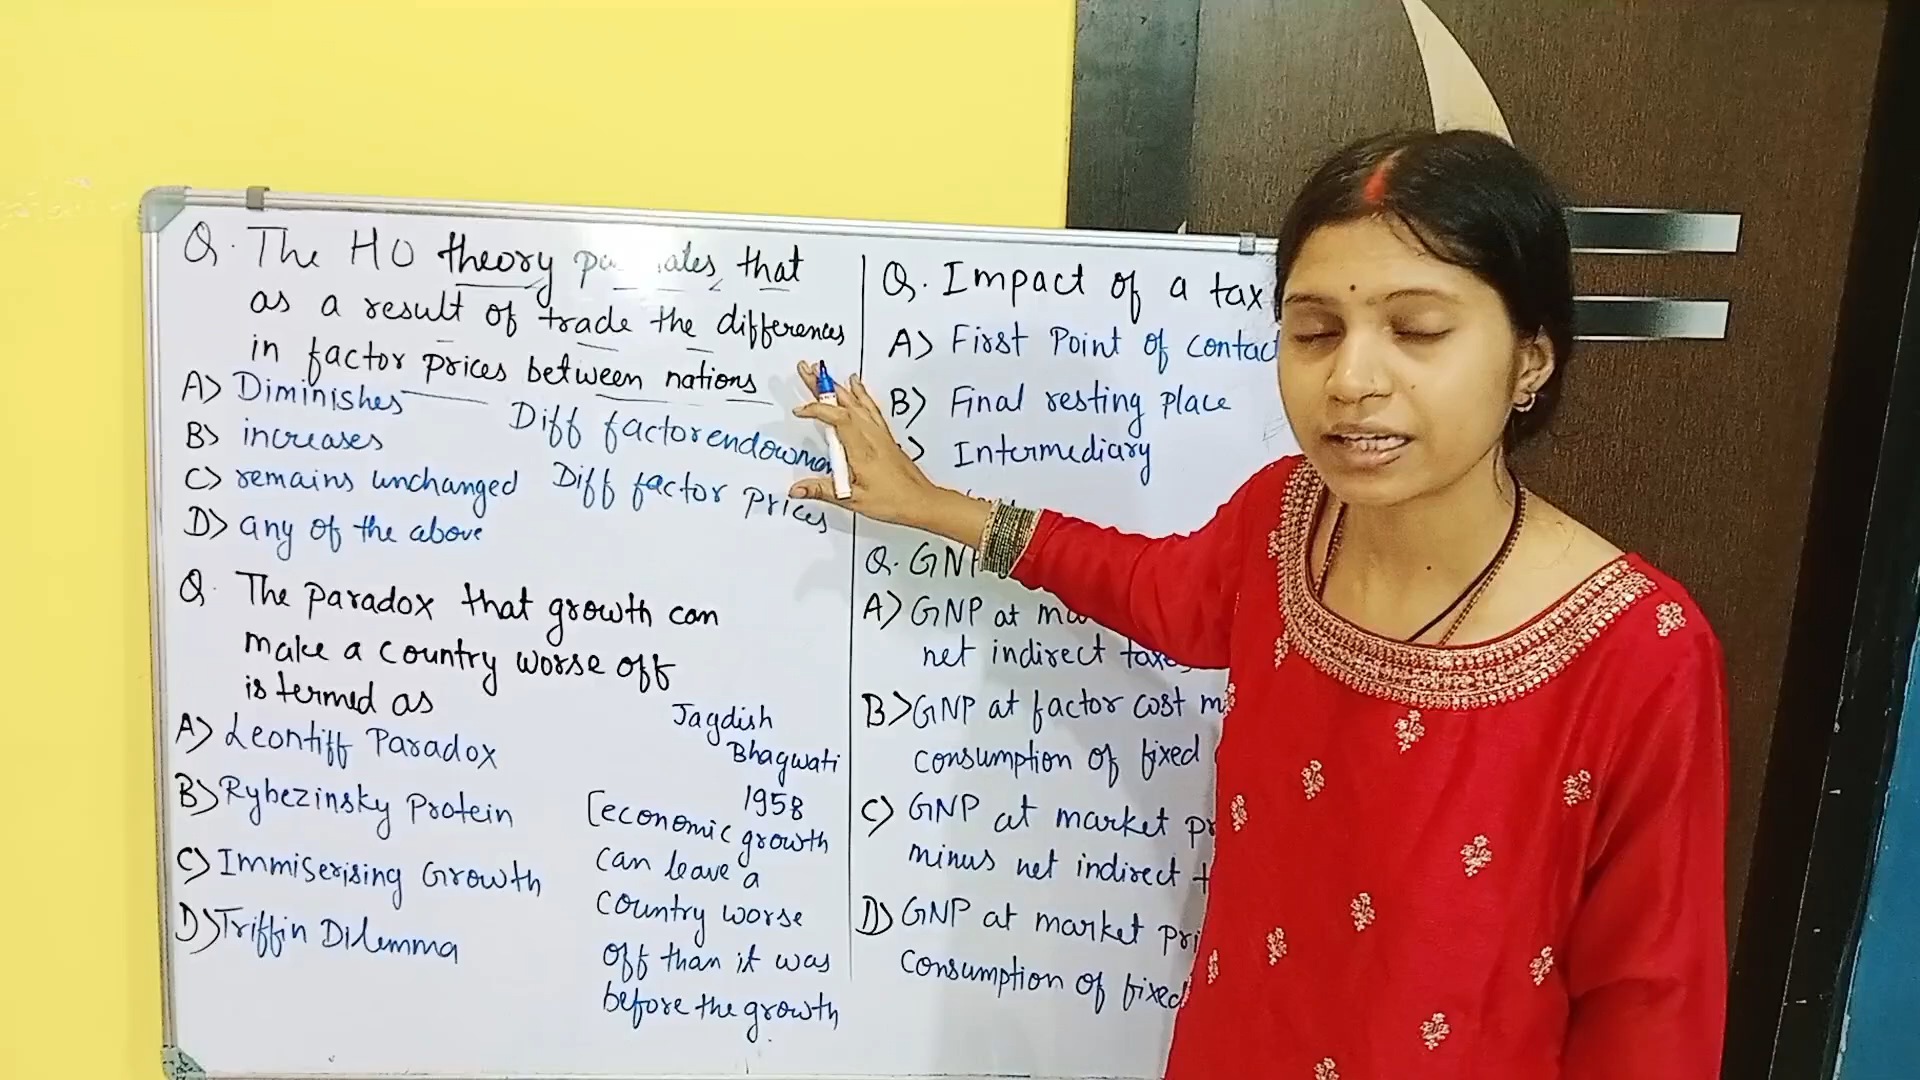 Q. The HO theory that
as a result of trade the differences
in factor prices between nations
A) Diminishes
B) increases
C) remains unchanged
D) any of the above
Diff factor
Diff factor prices
Q. The paradox that growth can
make a country worse off
is termed as
A) Leontiff Paradox
B) Rybezinsky Protein
C) Immiserising Growth
D) Triffin Dilemma
Jagdish
Bhagwati
1958
[economic growth
can leave a
country worse
off than it was
before the growth
Q. Impact of a tax
A) First Point of
B) Final resting place
Intermediary
Q. GNP
A) GNP at
net indirect
B) GNP at factor cost
consumption of fixed
C) GNP at market
minus net indirect
D) GNP at market
consumption of fixed